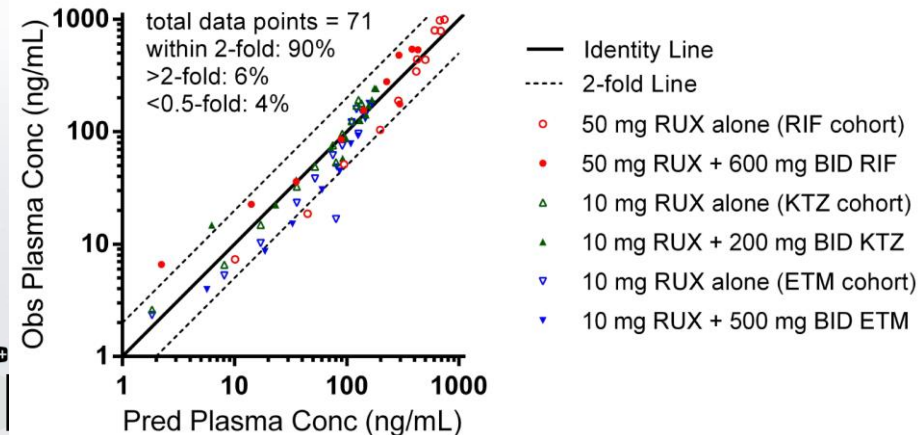 total data points = 71
within 2-fold: 90%
>2-fold: 6%
<0.5-fold: 4%
Obs Plasma Conc (ng/mL)
1000
100
10
1
1 10 100 1000
Pred Plasma Conc (ng/mL)
Identity Line
2-fold Line
50 mg RUX alone (RIF cohort)
50 mg RUX + 600 mg BID RIF
10 mg RUX alone (KTZ cohort)
10 mg RUX + 200 mg BID KTZ
10 mg RUX alone (ETM cohort)
10 mg RUX + 500 mg BID ETM